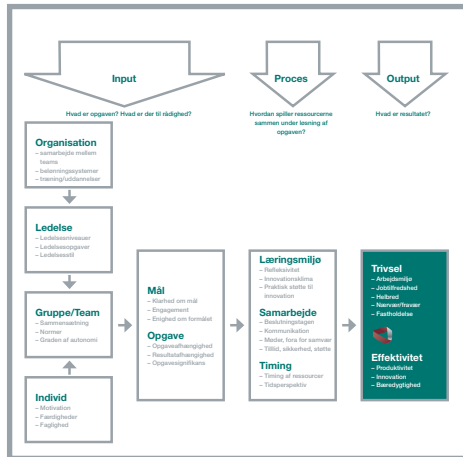 Input
Proces
Output
Hvad er opgaven? Hvad er der til rådighed?
Hvordan spiller ressourcerne
sammen under løsning af
opgaven?
Hvad er resultatet?
Organisation
– samarbejde mellem
teams
– belønningssystemer
– træning/uddannelser
Ledelse
– Ledelsesniveauer
– Ledelsesopgaver
– Ledelsesstil
Gruppe/Team
– Sammensætning
– Normer
– Graden af autonomi
Individ
– Motivation
– Færdigheder
– Faglighed
Mål
– Klarhed om mål
– Engagement
– Enighed om formålet
Opgave
– Opgaveafhængighed
– Resultatafhængighed
– Opgavesignifikans
Læringsmiljø
– Refleksivitet
– Innovationsklima
– Praktisk støtte til
innovation
Samarbejde
– Beslutningstagen
– Kommunikation
– Møder, fora for samvær
– Tillid, sikkerhed, støtte
Timing
– Timing af ressourcer
– Tidsperspektiv
Trivsel
– Arbejdsmiljø
– Jobtilfredshed
– Helbred
– Nærvær/fravær
– Fastholdelse
Effektivitet
– Produktivitet
– Innovation
– Bæredygtighed